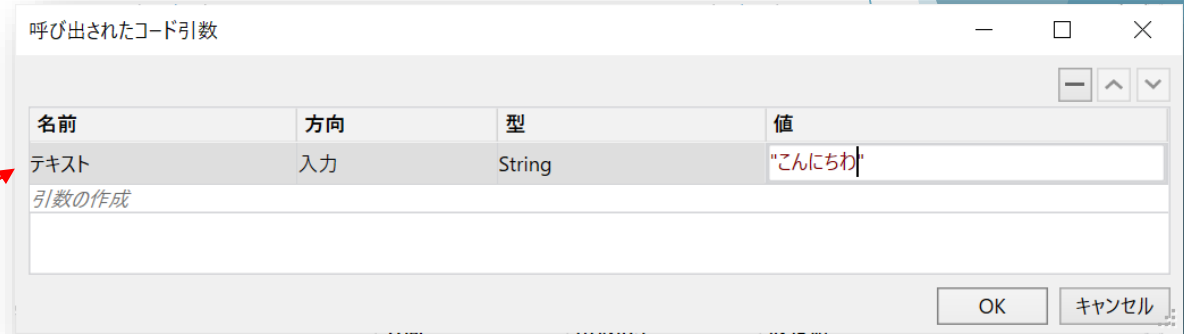 呼び出されたコード引数
名前 方向 型 値
テキスト 入力 String "こんにちわ"
引数の作成
OK キャンセル